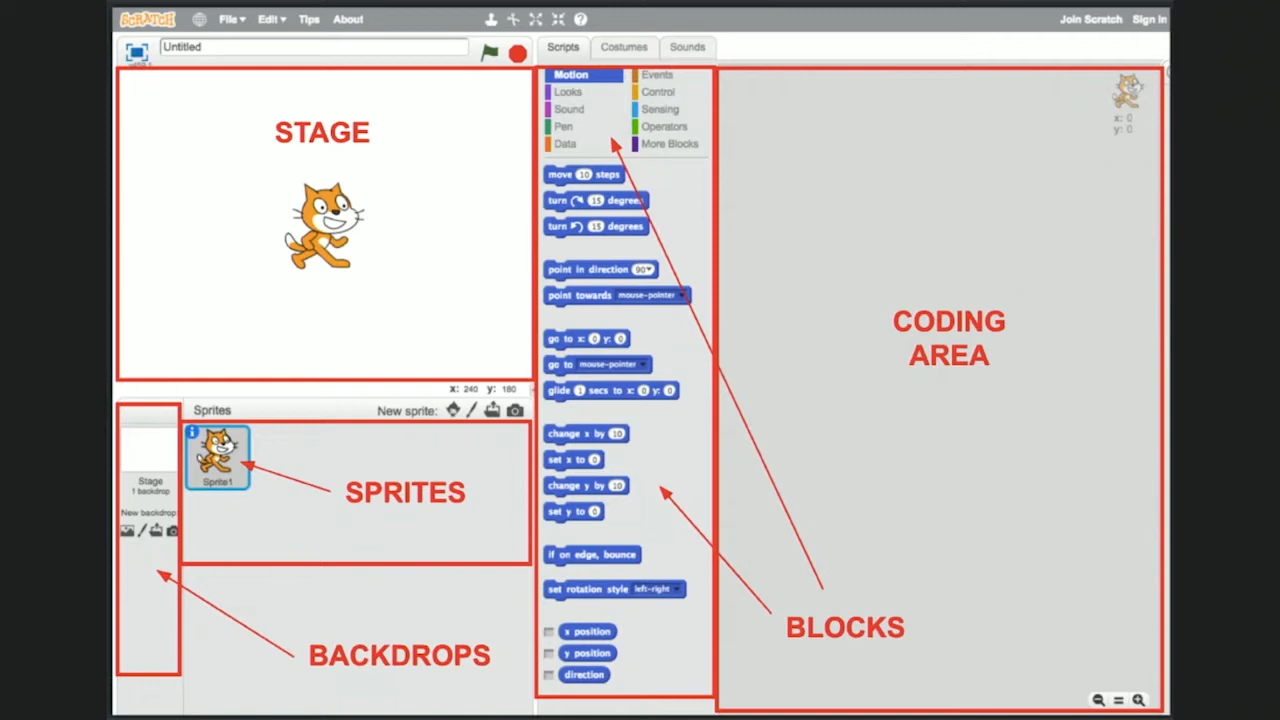 SCRATCH File Edit Tips About Join Scratch Sign in
Untitled
Scripts Costumes Sounds
STAGE
x: 240 y: 180
Sprites New sprite:
Sprite1
SPRITES
Stage
1 backdrop
New backdrop:
BACKDROPS
Motion Events
Looks Control
Sound Sensing
Pen Operators
Data More Blocks
move 10 steps
turn 15 degrees
turn 15 degrees
point in direction 90
point towards mouse-pointer
go to x: 0 y: 0
go to mouse-pointer
glide 1 secs to x: 0 y: 0
change x by 10
set x to 0
change y by 10
set y to 0
if on edge, bounce
set rotation style left-right
x position
y position
direction
BLOCKS
x: 0
y: 0
CODING
AREA